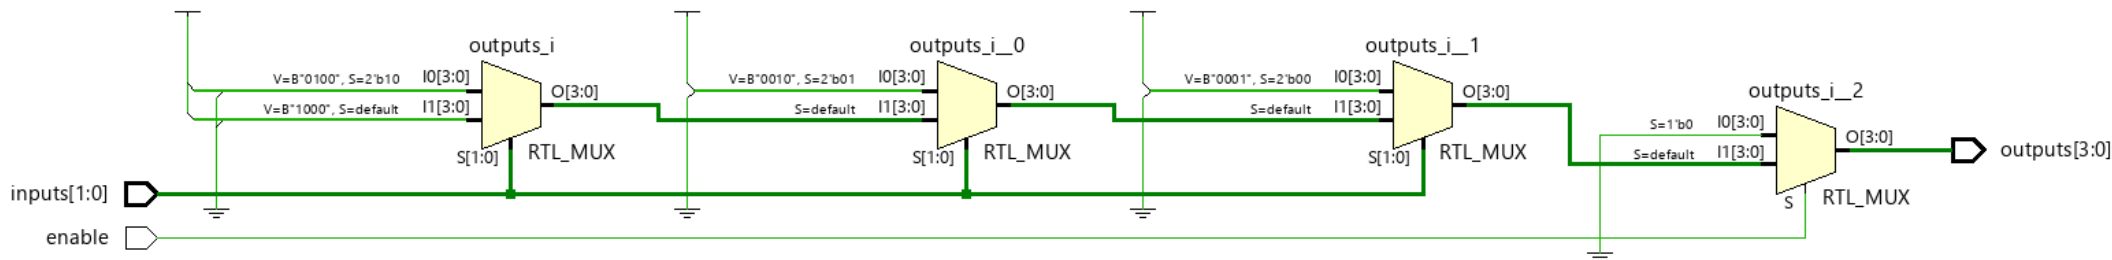 outputs_i
V=B"0100", S=2'b10 I0[3:0]
V=B"1000", S=default I1[3:0]
O[3:0]
S[1:0]
RTL_MUX
outputs_i__0
V=B"0010", S=2'b01 I0[3:0]
S=default I1[3:0]
O[3:0]
S[1:0]
RTL_MUX
outputs_i__1
V=B"0001", S=2'b00 I0[3:0]
S=default I1[3:0]
O[3:0]
S[1:0]
RTL_MUX
outputs_i__2
S=1'b0 I0[3:0]
S=default I1[3:0]
O[3:0]
S
RTL_MUX
outputs[3:0]
inputs[1:0]
enable